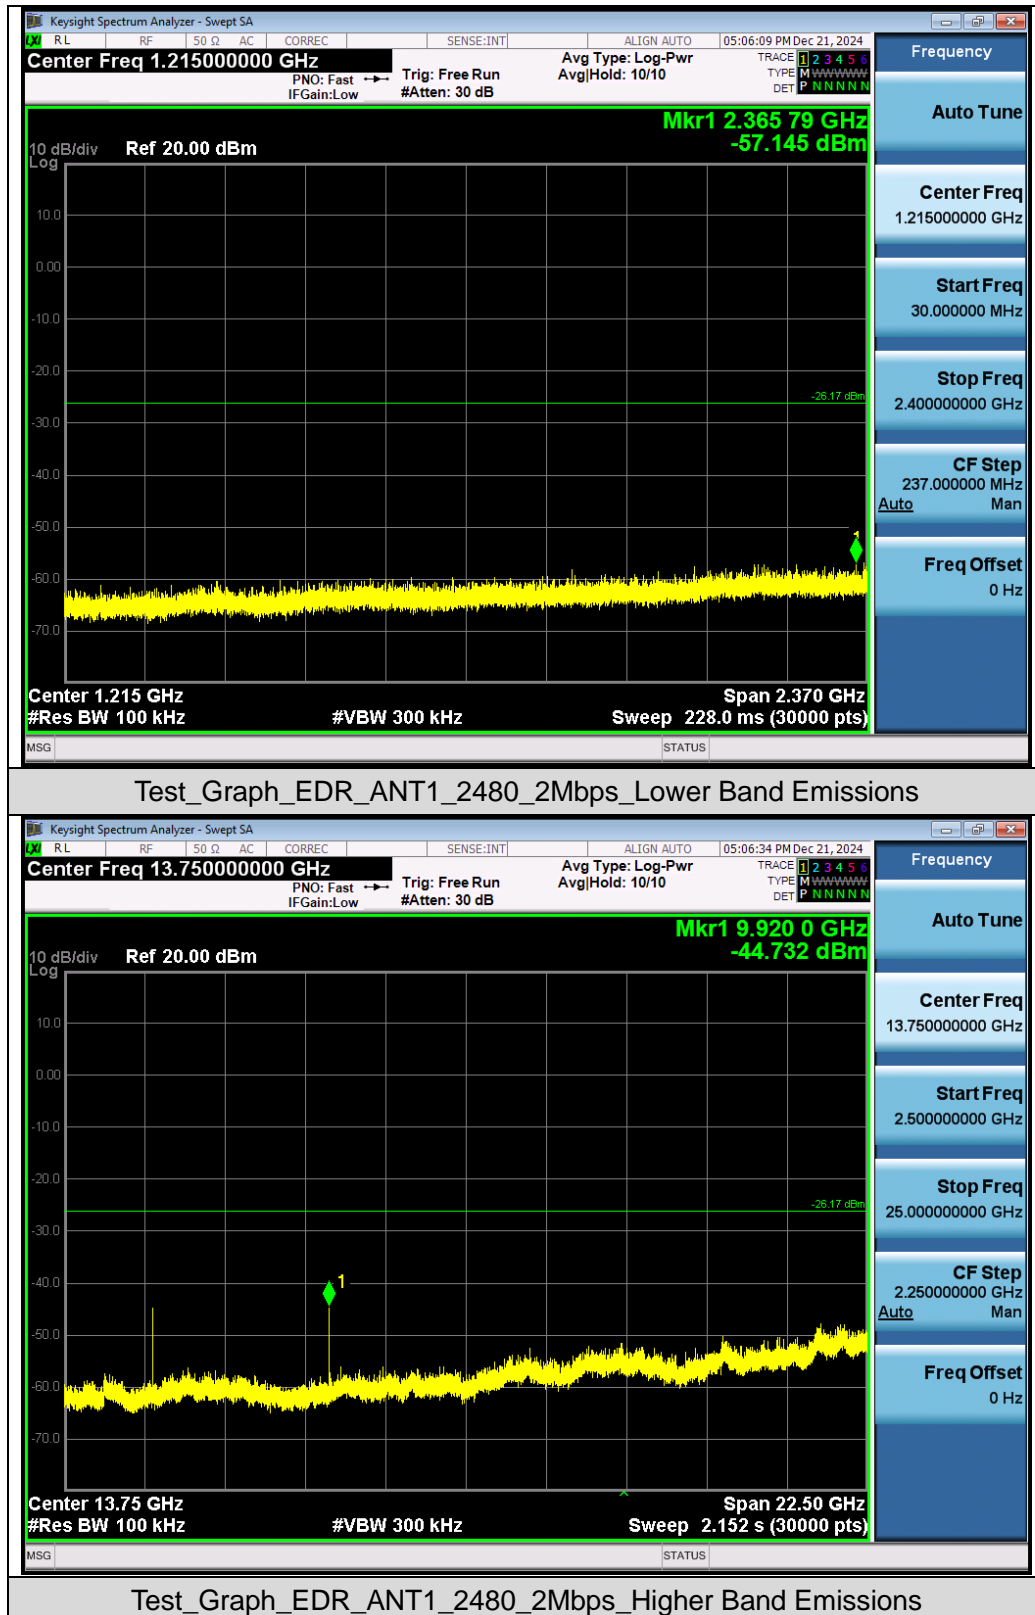 Keysight Spectrum Analyzer - Swept SA
LXI RL RF 50 Ω AC CORREC SENSE:INT ALIGN AUTO 05:06:09 PM Dec 21, 2024
Center Freq 1.215000000 GHz
PNO: Fast
IFGain:Low
Trig: Free Run
#Atten: 30 dB
Avg Type: Log-Pwr
Avg|Hold: 10/10
TRACE 1 2 3 4 5 6
TYPE M WWWWW
DET P N N N N N
Mkr1 2.365 79 GHz
-57.145 dBm
10 dB/div
Log
Ref 20.00 dBm
10.0
0.00
-10.0
-20.0
-26.17 dBm
-30.0
-40.0
-50.0
1
-60.0
-70.0
Center 1.215 GHz
Span 2.370 GHz
#Res BW 100 kHz
#VBW 300 kHz
Sweep 228.0 ms (30000 pts)
MSG
STATUS
Frequency
Auto Tune
Center Freq
1.215000000 GHz
Start Freq
30.000000 MHz
Stop Freq
2.400000000 GHz
CF Step
237.000000 MHz
Auto Man
Freq Offset
0 Hz
Test_Graph_EDR_ANT1_2480_2Mbps_Lower Band Emissions
Keysight Spectrum Analyzer - Swept SA
LXI RL RF 50 Ω AC CORREC SENSE:INT ALIGN AUTO 05:06:34 PM Dec 21, 2024
Center Freq 13.750000000 GHz
PNO: Fast
IFGain:Low
Trig: Free Run
#Atten: 30 dB
Avg Type: Log-Pwr
Avg|Hold: 10/10
TRACE 1 2 3 4 5 6
TYPE M WWWWW
DET P N N N N N
Mkr1 9.920 0 GHz
-44.732 dBm
10 dB/div
Log
Ref 20.00 dBm
10.0
0.00
-10.0
-20.0
-26.17 dBm
-30.0
-40.0
1
-50.0
-60.0
-70.0
Center 13.75 GHz
Span 22.50 GHz
#Res BW 100 kHz
#VBW 300 kHz
Sweep 2.152 s (30000 pts)
MSG
STATUS
Frequency
Auto Tune
Center Freq
13.750000000 GHz
Start Freq
2.500000000 GHz
Stop Freq
25.000000000 GHz
CF Step
2.250000000 GHz
Auto Man
Freq Offset
0 Hz
Test_Graph_EDR_ANT1_2480_2Mbps_Higher Band Emissions